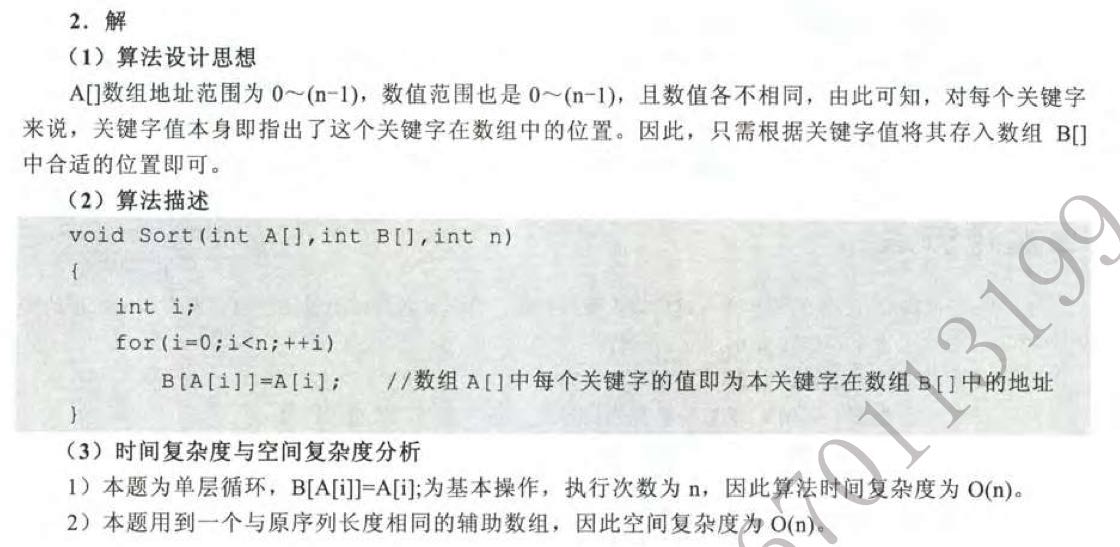 2．解
（1）算法设计思想
A[]数组地址范围为 0～(n-1)，数值范围也是 0～(n-1)，且数值各不相同，由此可知，对每个关键字
来说，关键字值本身即指出了这个关键字在数组中的位置。因此，只需根据关键字值将其存入数组 B[]
中合适的位置即可。
（2）算法描述
void Sort(int A[],int B[],int n)
{
int i;
for(i=0;i<n;++i)
B[A[i]]=A[i]; //数组 A[]中每个关键字的值即为本关键字在数组 B[]中的地址
}
（3）时间复杂度与空间复杂度分析
1）本题为单层循环，B[A[i]]=A[i];为基本操作，执行次数为 n，因此算法时间复杂度为 O(n)。
2）本题用到一个与原序列长度相同的辅助数组，因此空间复杂度为 O(n)。
670113199